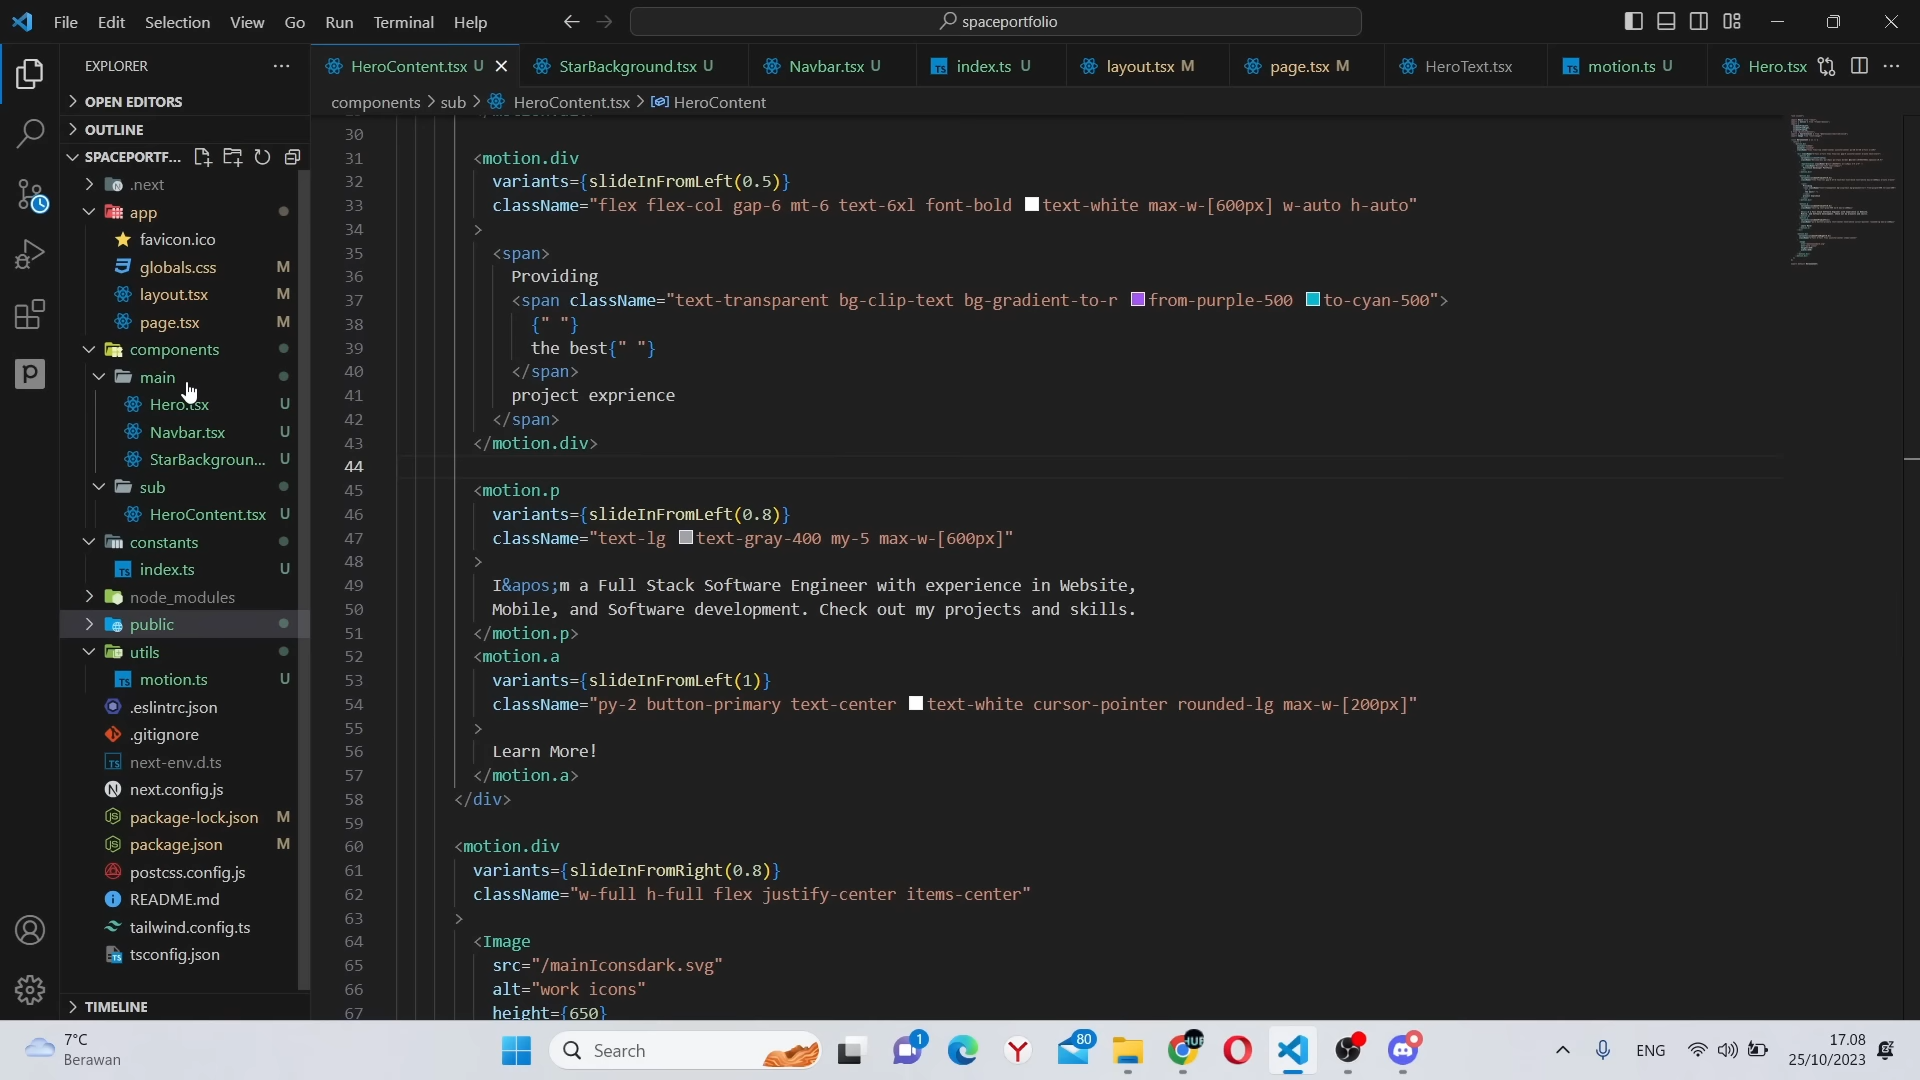 File Edit Selection View Go Run Terminal Help
spaceportfolio
EXPLORER
HeroContent.tsx U StarBackground.tsx U Navbar.tsx U index.ts U layout.tsx M page.tsx M HeroText.tsx motion.ts U Hero.tsx
components > sub > HeroContent.tsx > HeroContent
OPEN EDITORS
OUTLINE
SPACEPORTF...
.next
app
favicon.ico
globals.css M
layout.tsx M
page.tsx M
components
main
Hero.tsx U
Navbar.tsx U
StarBackgroun... U
sub
HeroContent.tsx U
constants
index.ts U
node_modules
public
utils
motion.ts U
.eslintrc.json
.gitignore
next-env.d.ts
next.config.js
package-lock.json M
package.json M
postcss.config.js
README.md
tailwind.config.ts
tsconfig.json
TIMELINE
30
31 <motion.div
32 variants={slideInFromLeft(0.5)}
33 className="flex flex-col gap-6 mt-6 text-6xl font-bold text-white max-w-[600px] w-auto h-auto"
34 >
35 <span>
36 Providing
37 <span className="text-transparent bg-clip-text bg-gradient-to-r from-purple-500 to-cyan-500">
38 {" "}
39 the best{" "}
40 </span>
41 project exprience
42 </span>
43 </motion.div>
44
45 <motion.p
46 variants={slideInFromLeft(0.8)}
47 className="text-lg text-gray-400 my-5 max-w-[600px]"
48 >
49 I&apos;m a Full Stack Software Engineer with experience in Website,
50 Mobile, and Software development. Check out my projects and skills.
51 </motion.p>
52 <motion.a
53 variants={slideInFromLeft(1)}
54 className="py-2 button-primary text-center text-white cursor-pointer rounded-lg max-w-[200px]"
55 >
56 Learn More!
57 </motion.a>
58 </div>
59
60 <motion.div
61 variants={slideInFromRight(0.8)}
62 className="w-full h-full flex justify-center items-center"
63 >
64 <Image
65 src="/mainIconsdark.svg"
66 alt="work icons"
67 height={650}
7°C
Berawan
Search
1
80
HUB
ENG
17.08
25/10/2023